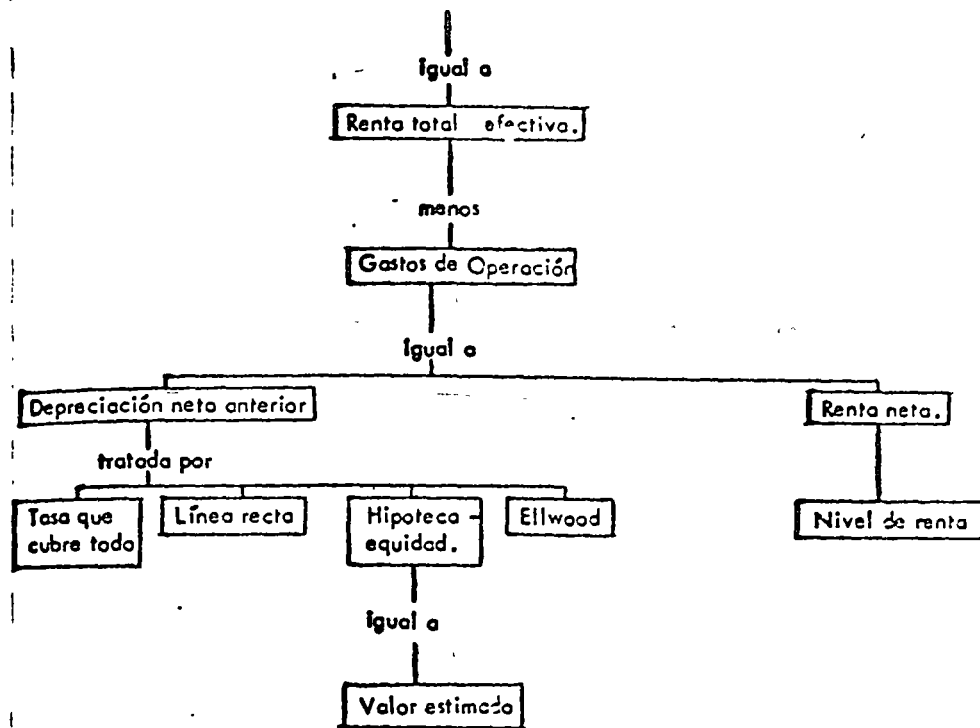 igual a
Renta total efectiva.
menos
Gastos de Operación
igual a
Depreciación neto anterior
Renta neta.
tratada por
Tasa que
cubre todo
Línea recta
Hipoteca -
equidad.
Ellwood
Nivel de renta
igual a
Valor estimado